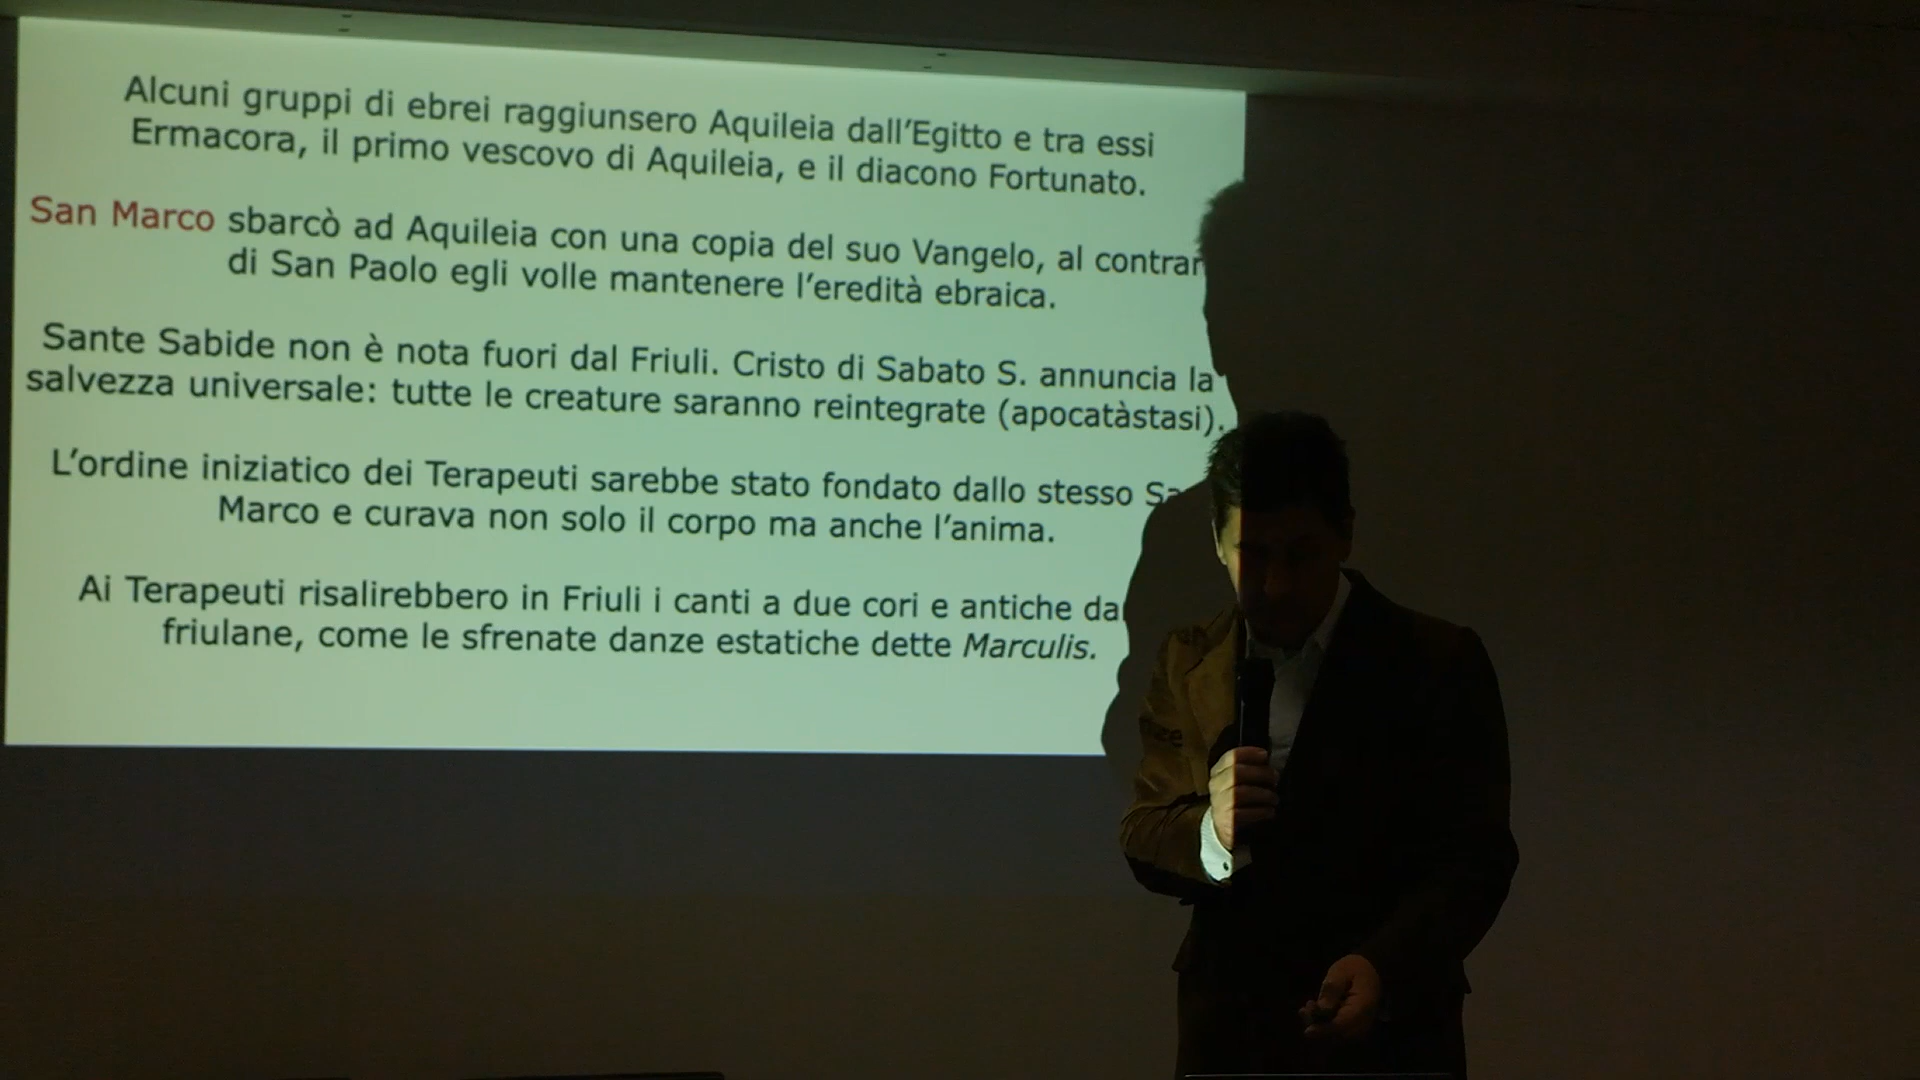 Alcuni gruppi di ebrei raggiunsero Aquileia dall'Egitto e tra essi
Ermacora, il primo vescovo di Aquileia, e il diacono Fortunato.
San Marco sbarcò ad Aquileia con una copia del suo Vangelo, al
di San Paolo egli volle mantenere l'eredità ebraica.
Sante Sabide non è nota fuori dal Friuli. Cristo di Sabato S. annuncia la
salvezza universale: tutte le creature saranno reintegrate (apocatàstasi).
L'ordine iniziatico dei Terapeuti sarebbe stato fondato dallo stesso
Marco e curava non solo il corpo ma anche l'anima.
Ai Terapeuti risalirebbero in Friuli i canti a due cori e antiche
friulane, come le sfrenate danze estatiche dette Marculis.